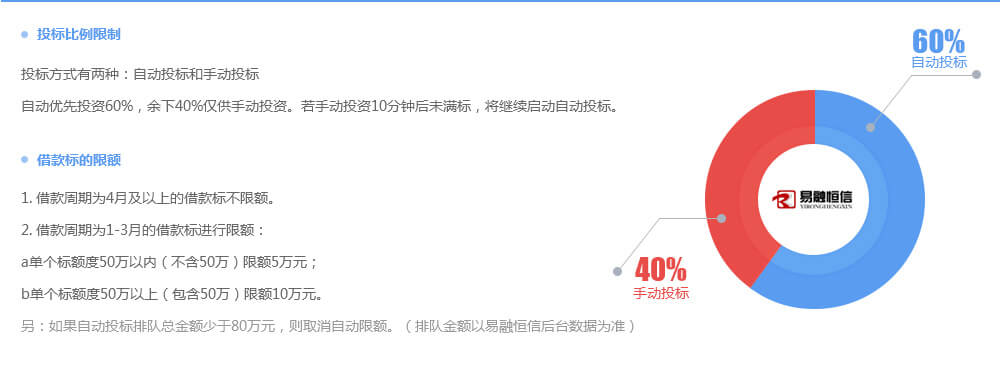 投标比例限制
投标方式有两种：自动投标和手动投标
自动优先投资60%，余下40%仅供手动投资。若手动投资10分钟后未满标，将继续启动自动投标。
借款标的限额
1. 借款周期为4月及以上的借款标不限额。
2. 借款周期为1-3月的借款标进行限额：
a单个标额度50万以内（不含50万）限额5万元；
b单个标额度50万以上（包含50万）限额10万元。
另：如果自动投标排队总金额少于80万元，则取消自动限额。（排队金额以易融恒信后台数据为准）
60%
自动投标
易融恒信
YIRONGHENGXIN
40%
手动投标